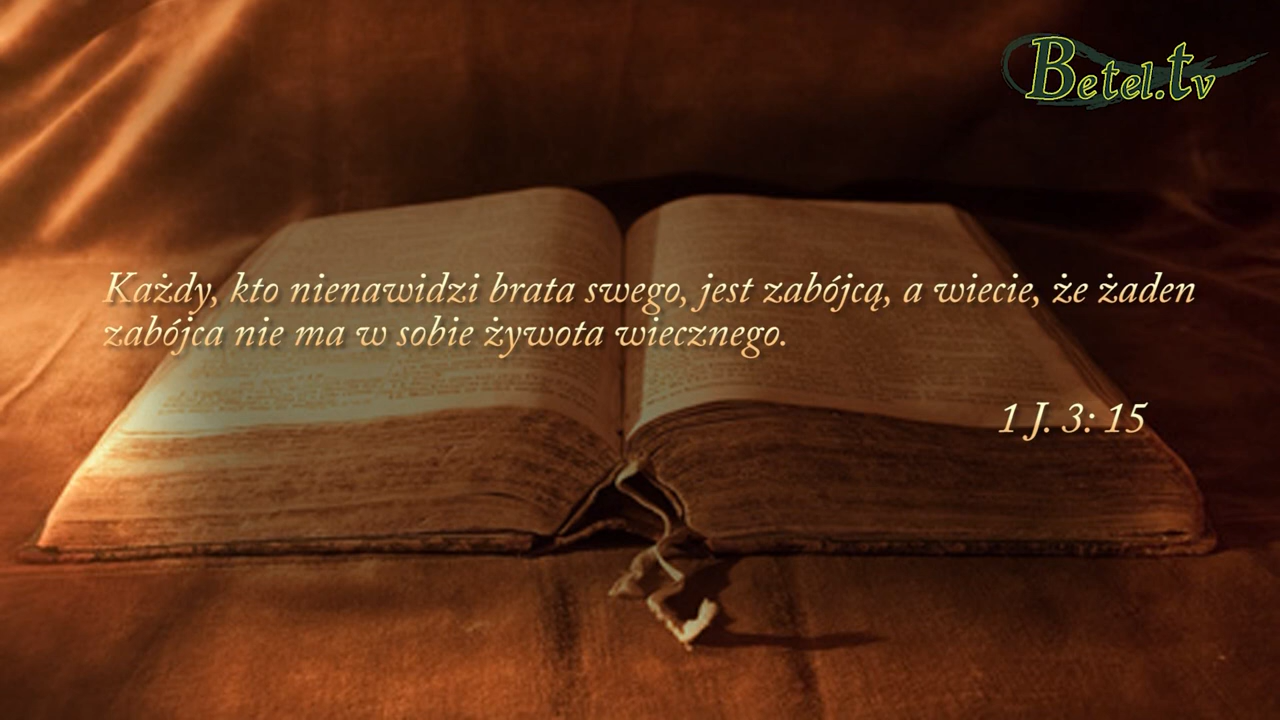 Betel.tv
Każdy, kto nienawidzi brata swego, jest zabójcą, a wiecie, że żaden
zabójca nie ma w sobie żywota wiecznego.
1 J. 3: 15